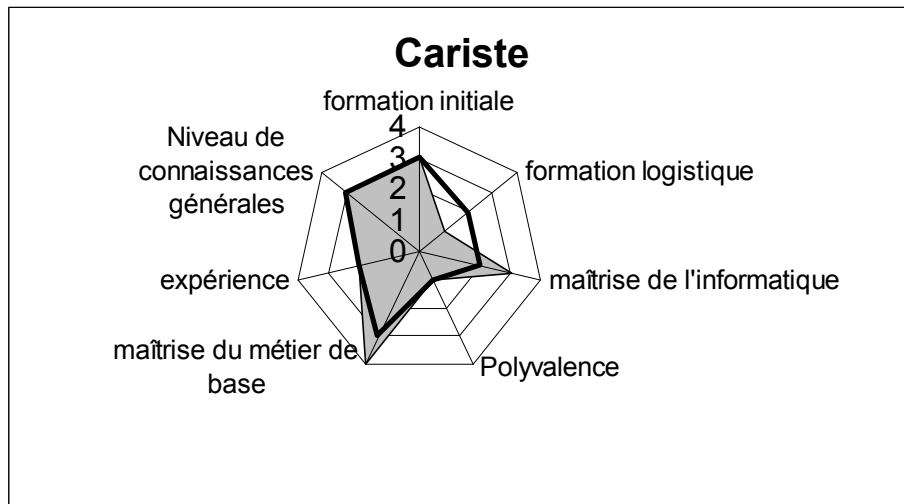 Cariste
formation initiale
4
3
2
1
0
Niveau de
connaissances
générales
formation logistique
expérience
maîtrise de l'informatique
maîtrise du métier de
base
Polyvalence